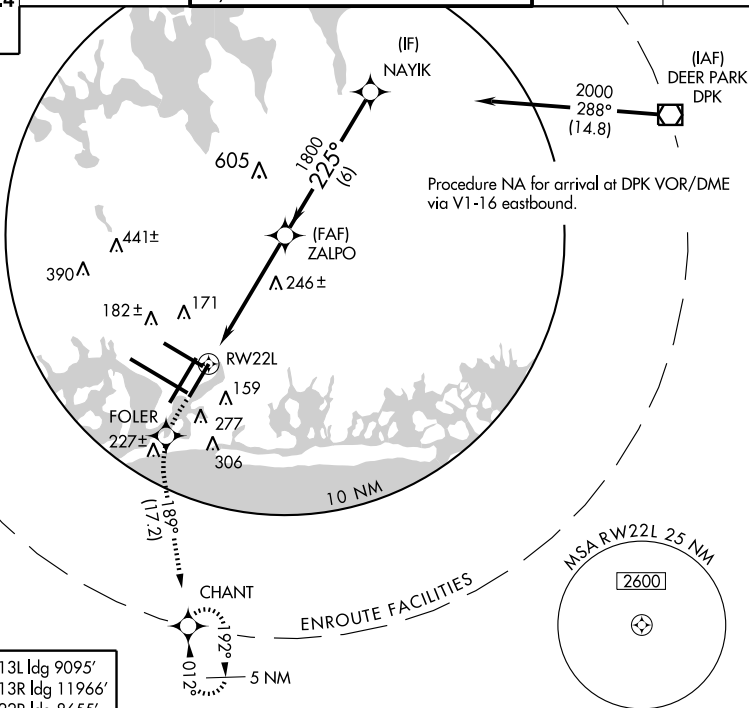 (IF)
NAYIK
(IAF)
DEER PARK
DPK
2000
288°
(14.8)
1800
225°
(6)
605
Procedure NA for arrival at DPK VOR/DME
via V1-16 eastbound.
(FAF)
ZALPO
441±
390
246±
182±
171
RW22L
159
FOLER
277
227±
306
10 NM
189°
(17.2)
MSA RW22L 25 NM
2600
CHANT
ENROUTE FACILITIES
192°
012°
5 NM
13L ldg 9095'
13R ldg 11966'